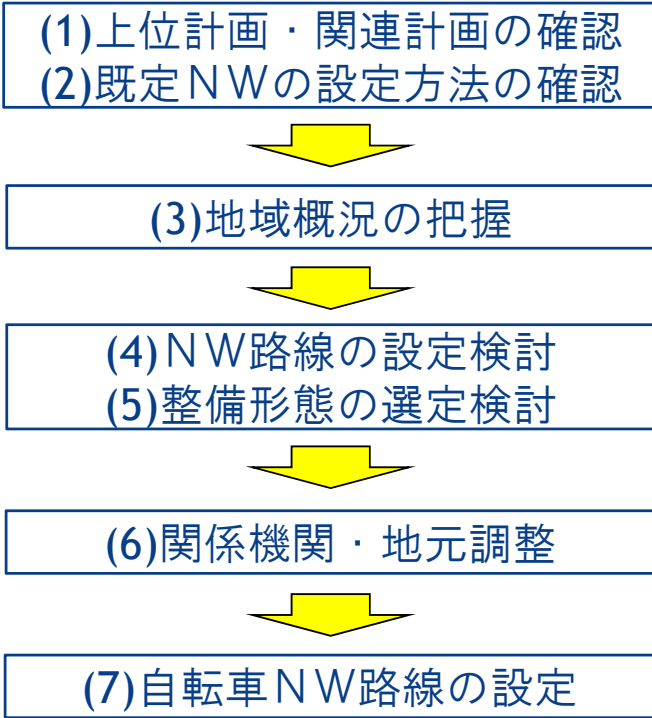 (1)上位計画・関連計画の確認
(2)既定ＮＷの設定方法の確認
(3)地域概況の把握
(4)ＮＷ路線の設定検討
(5)整備形態の選定検討
(6)関係機関・地元調整
(7)自転車ＮＷ路線の設定